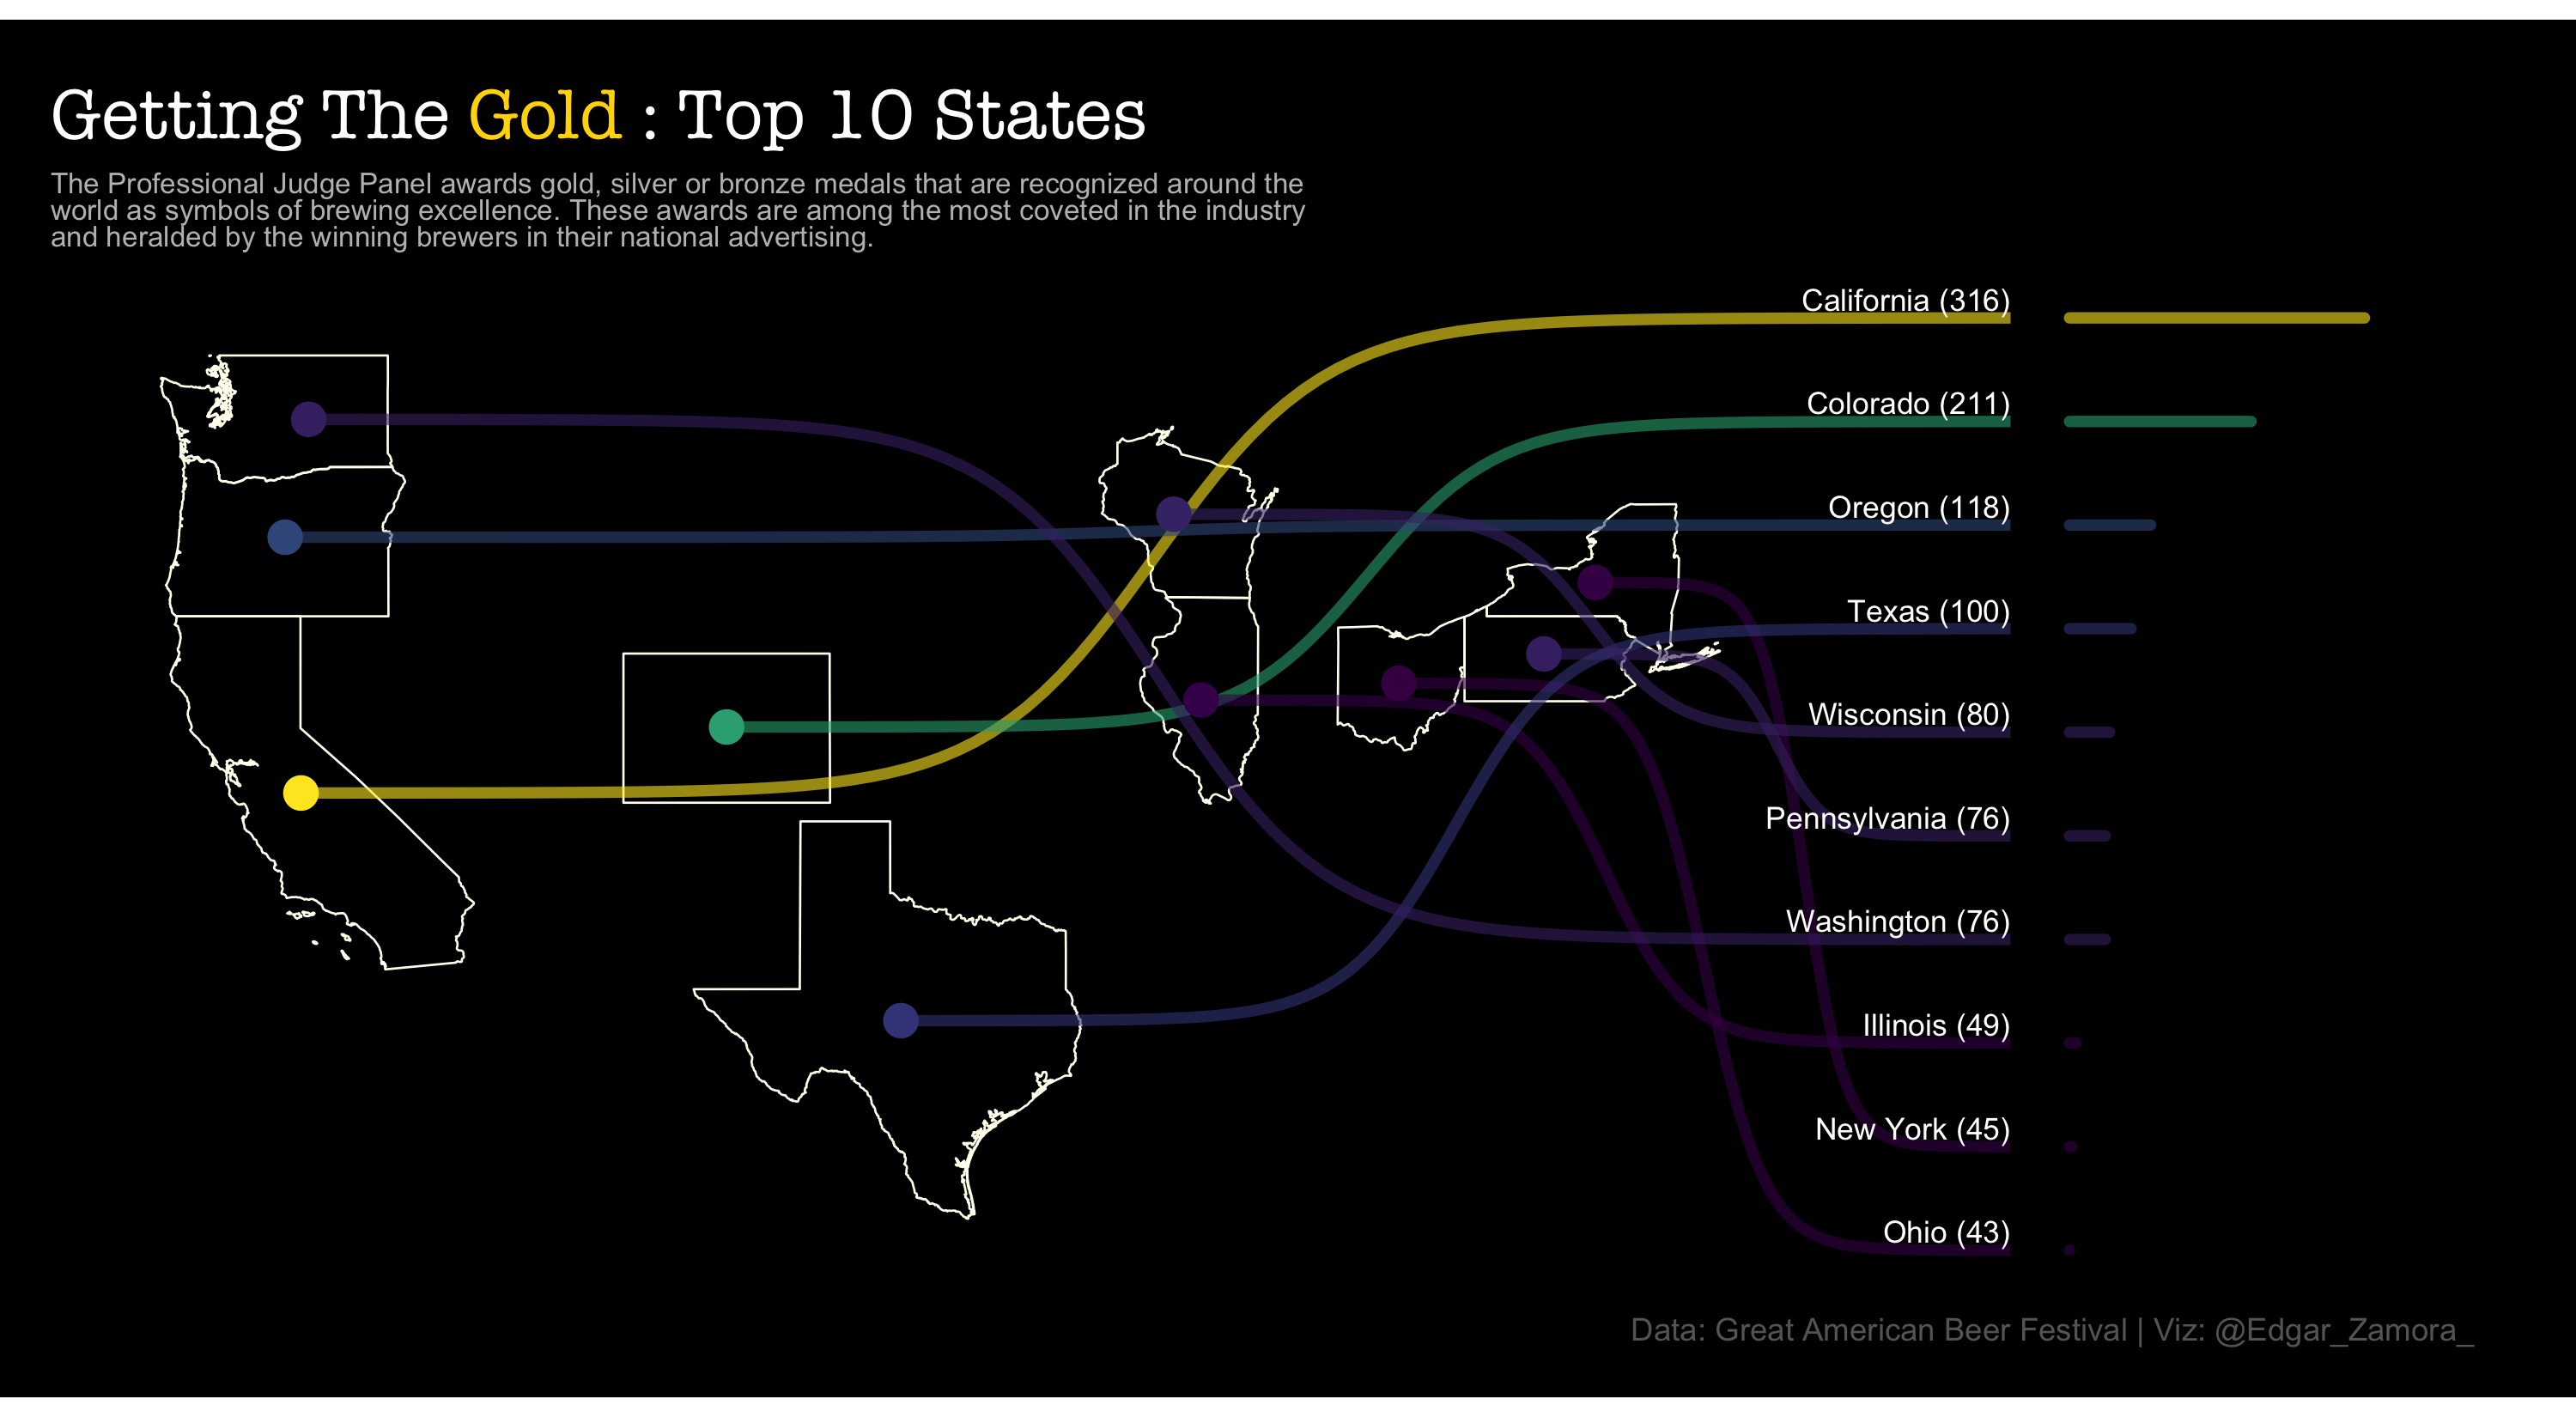 Getting The Gold : Top 10 States
The Professional Judge Panel awards gold, silver or bronze medals that are recognized around the
world as symbols of brewing excellence. These awards are among the most coveted in the industry
and heralded by the winning brewers in their national advertising.
California (316)
Colorado (211)
Oregon (118)
Texas (100)
Wisconsin (80)
Pennsylvania (76)
Washington (76)
Illinois (49)
New York (45)
Ohio (43)
Data: Great American Beer Festival | Viz: @Edgar_Zamora_